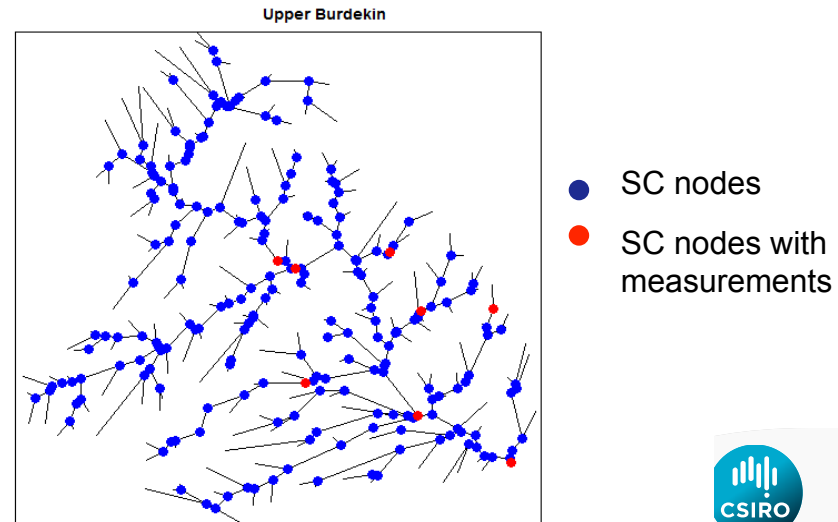 Upper Burdekin
SC nodes
SC nodes with
measurements
CSIRO